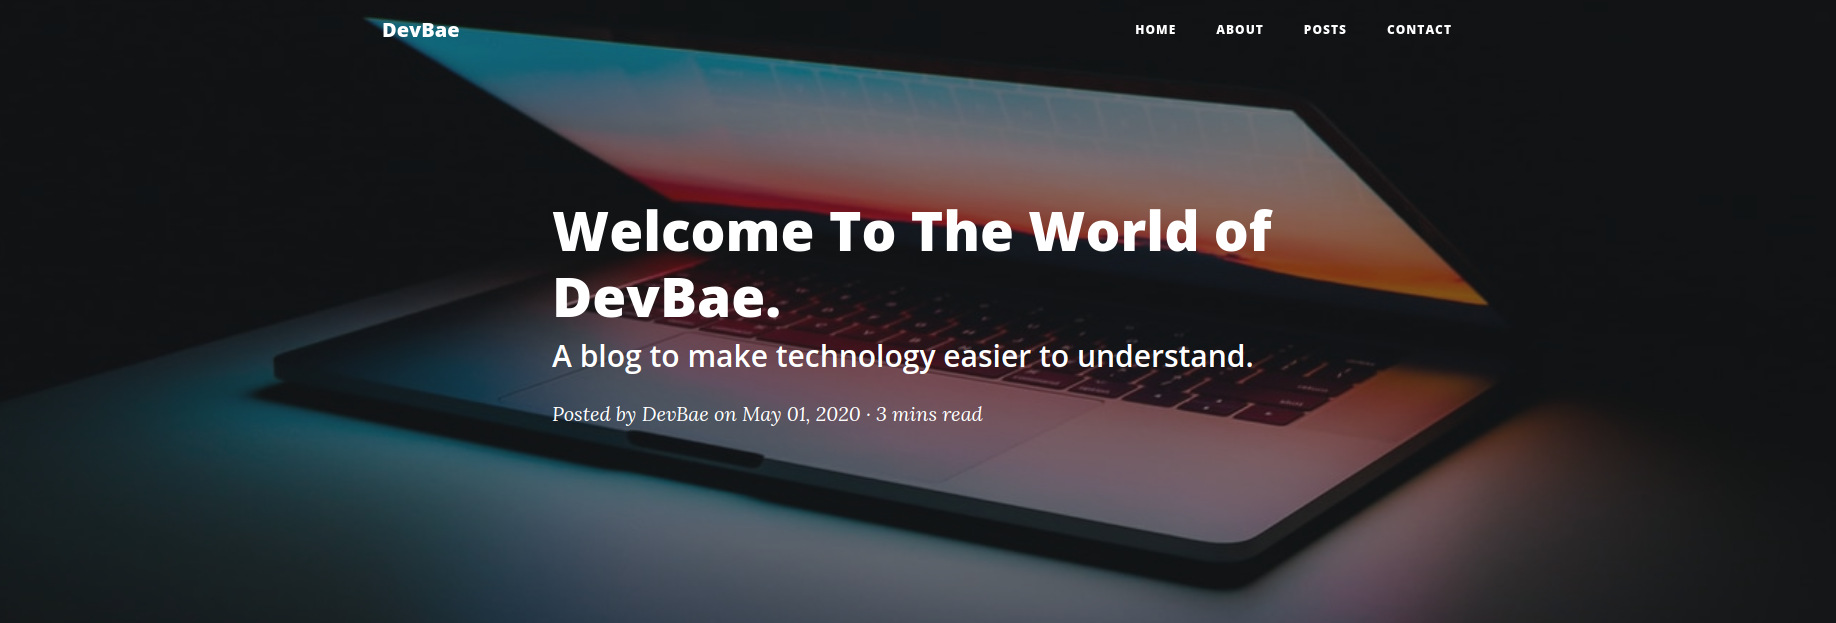 DevBae
HOME ABOUT POSTS CONTACT
Welcome To The World of
DevBae.
A blog to make technology easier to understand.
Posted by DevBae on May 01, 2020 · 3 mins read